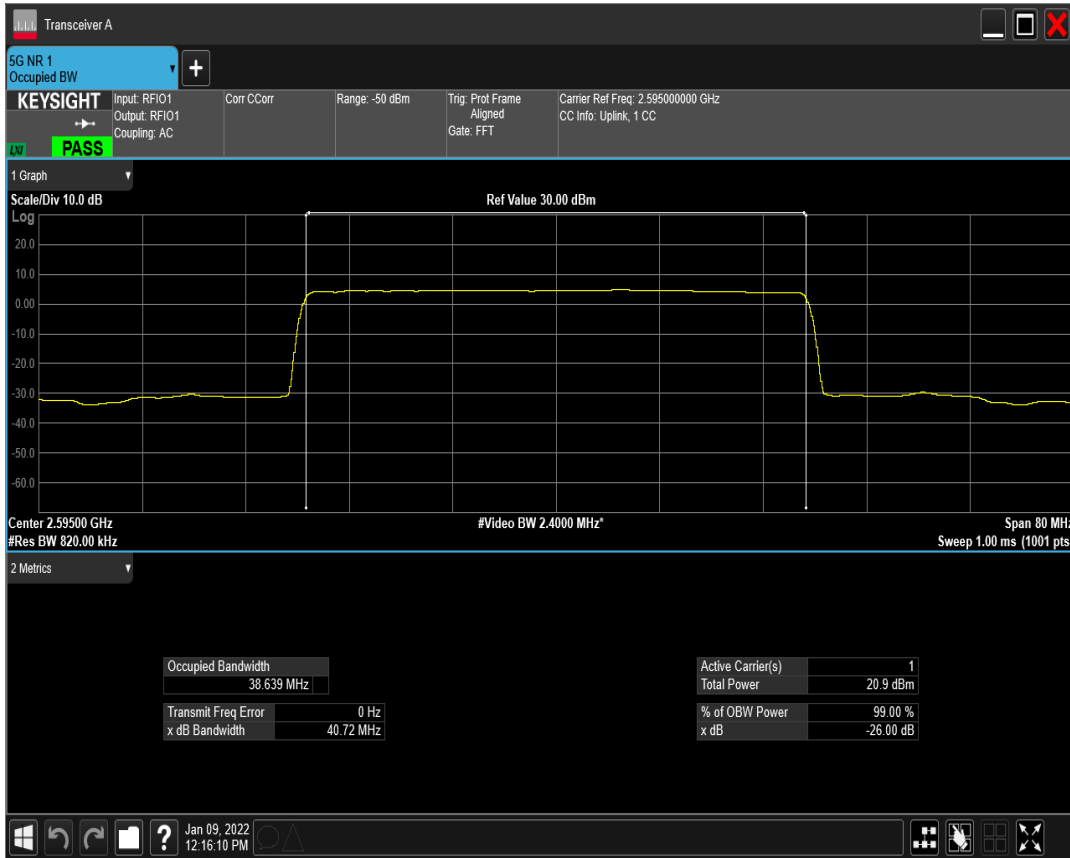 Transceiver A
5G NR 1
Occupied BW
KEYSIGHT
Input: RFIO1
Output: RFIO1
Coupling: AC
Corr CCorr
Range: -50 dBm
Trig: Prot Frame
Aligned
Gate: FFT
Carrier Ref Freq: 2.595000000 GHz
CC Info: Uplink, 1 CC
LXI
PASS
1 Graph
Scale/Div 10.0 dB
Ref Value 30.00 dBm
Log
20.0
10.0
0.00
-10.0
-20.0
-30.0
-40.0
-50.0
-60.0
Center 2.59500 GHz
#Video BW 2.4000 MHz*
Span 80 MHz
#Res BW 820.00 kHz
Sweep 1.00 ms (1001 pts
2 Metrics
Occupied Bandwidth
38.639 MHz
Transmit Freq Error 0 Hz
x dB Bandwidth 40.72 MHz
Active Carrier(s) 1
Total Power 20.9 dBm
% of OBW Power 99.00 %
x dB -26.00 dB
?
Jan 09, 2022
12:16:10 PM